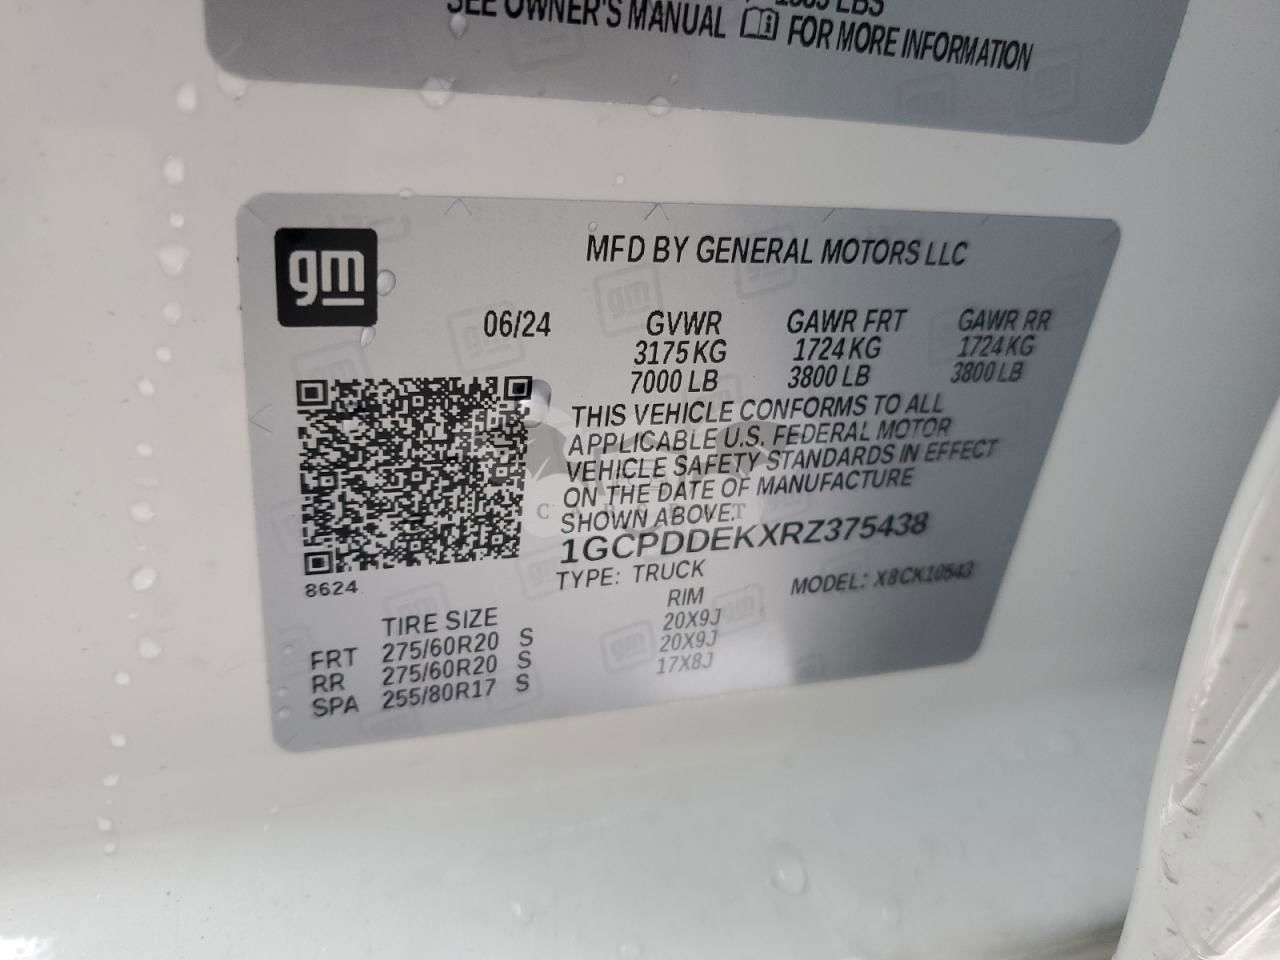 SEE OWNER'S MANUAL FOR MORE INFORMATION
gm
MFD BY GENERAL MOTORS LLC
06/24 GVWR GAWR FRT GAWR RR
3175 KG 1724 KG 1724 KG
7000 LB 3800 LB 3800 LB
THIS VEHICLE CONFORMS TO ALL
APPLICABLE U.S. FEDERAL MOTOR
VEHICLE SAFETY STANDARDS IN EFFECT
ON THE DATE OF MANUFACTURE
SHOWN ABOVE.
1GCPDDEKXRZ375438
8624 TYPE: TRUCK MODEL: X8CK10543
TIRE SIZE RIM
FRT 275/60R20 S 20X9J
RR 275/60R20 S 20X9J
SPA 255/80R17 S 17X8J